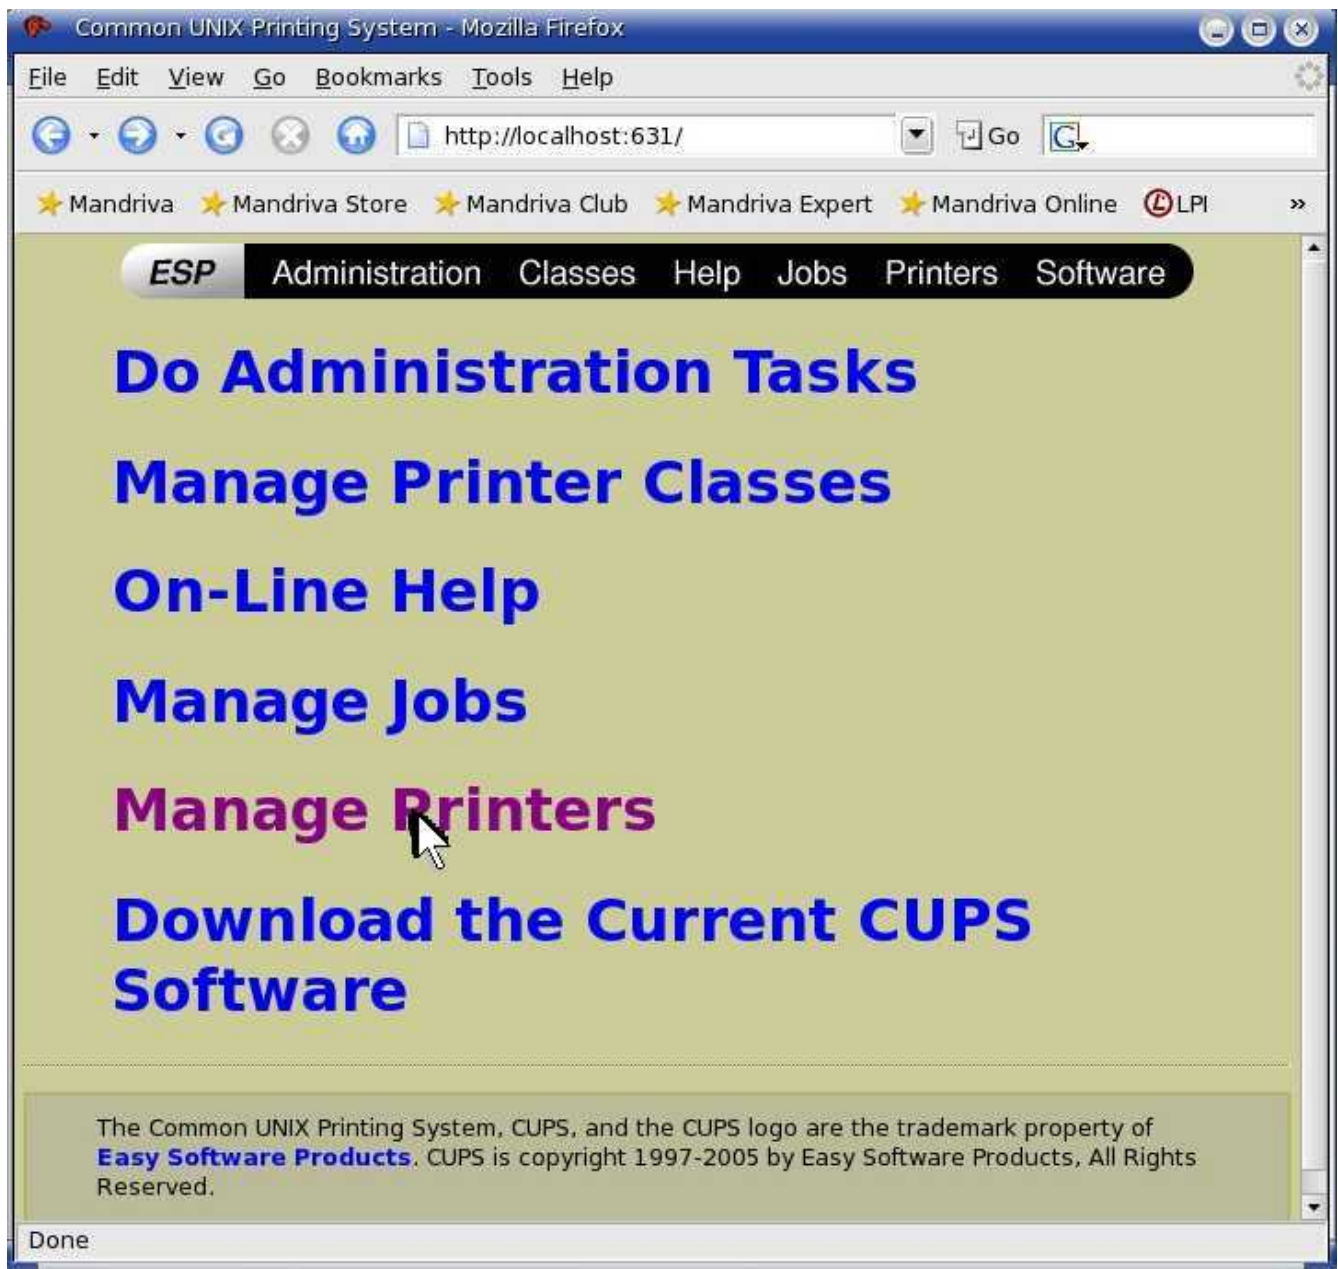 Common UNIX Printing System - Mozilla Firefox
File Edit View Go Bookmarks Tools Help
http://localhost:631/ Go G
Mandriva Mandriva Store Mandriva Club Mandriva Expert Mandriva Online LPI »
ESP Administration Classes Help Jobs Printers Software
Do Administration Tasks
Manage Printer Classes
On-Line Help
Manage Jobs
Manage Printers
Download the Current CUPS
Software
The Common UNIX Printing System, CUPS, and the CUPS logo are the trademark property of
Easy Software Products. CUPS is copyright 1997-2005 by Easy Software Products, All Rights
Reserved.
Done